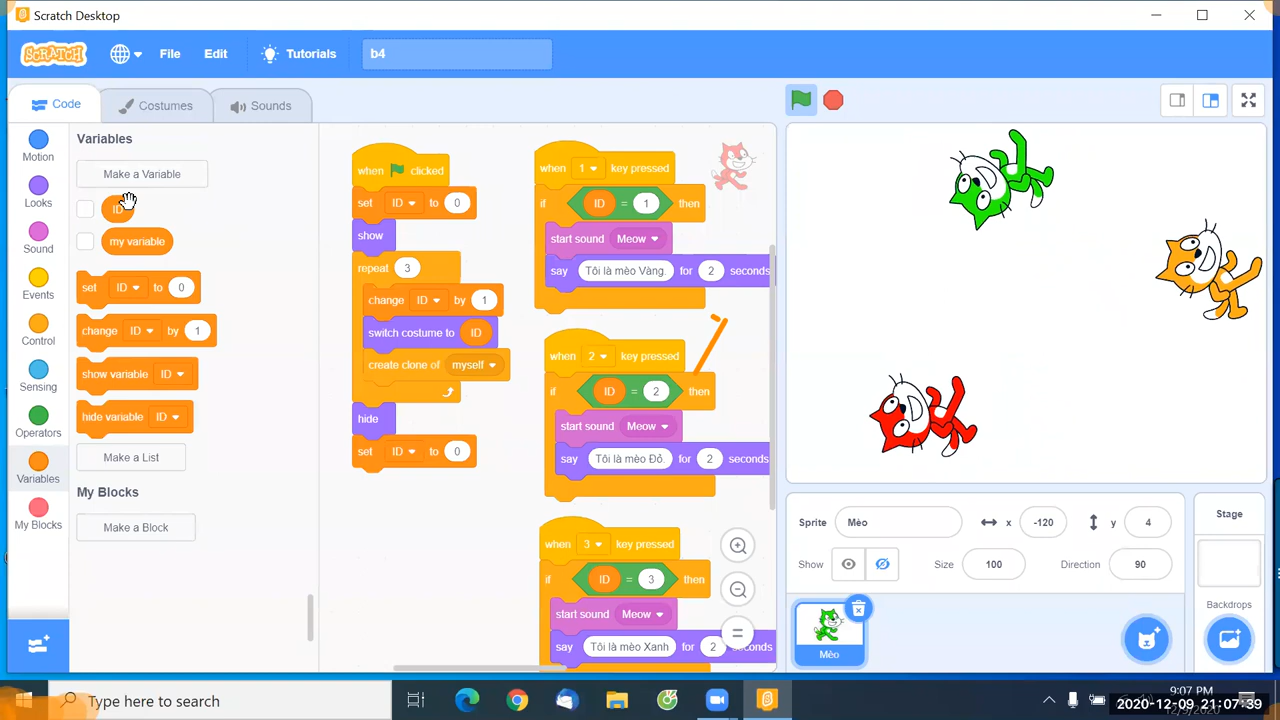 Scratch Desktop
SCRATCH File Edit Tutorials b4
Code Costumes Sounds
Motion
Looks
Sound
Events
Control
Sensing
Operators
Variables
My Blocks
Variables
Make a Variable
ID
my variable
set ID to 0
change ID by 1
show variable ID
hide variable ID
Make a List
My Blocks
Make a Block
when clicked
set ID to 0
show
repeat 3
change ID by 1
switch costume to ID
create clone of myself
hide
set ID to 0
when 1 key pressed
if ID = 1 then
start sound Meow
say Tôi là mèo Vàng. for 2 seconds
when 2 key pressed
if ID = 2 then
start sound Meow
say Tôi là mèo Đỏ. for 2 seconds
when 3 key pressed
if ID = 3 then
start sound Meow
say Tôi là mèo Xanh for 2 seconds
Sprite Mèo x -120 y 4
Show Size 100 Direction 90
Mèo
Stage
Backdrops
Type here to search
9:07 PM
2020-12-09 21:07:39